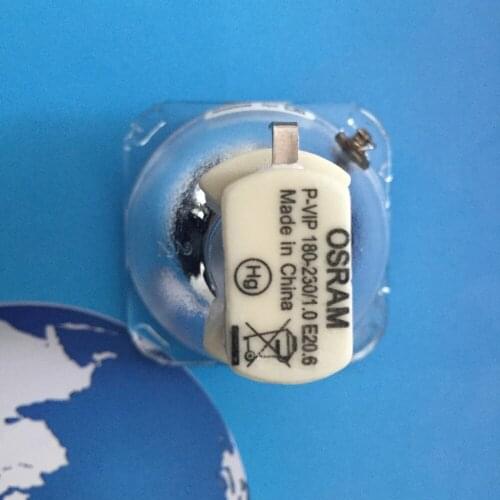 OSRAM
P-VIP 180-230/1.0 E20.6
Made in China
Hg